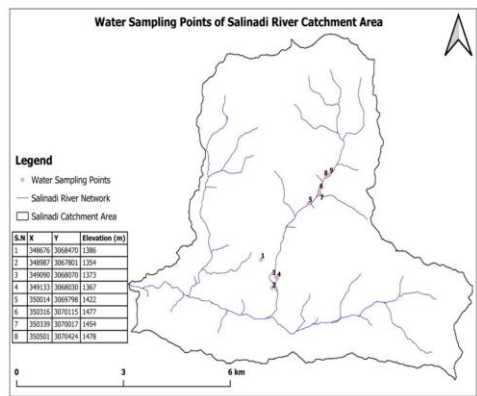 Water Sampling Points of Salinadi River Catchment Area
8 9
6
7
5
1
3 4
2
Legend
Water Sampling Points
Salinadi River Network
Salinadi Catchment Area
S.N X Y Elevation (m)
1 348676 3068470 1386
2 348987 3067801 1354
3 349090 3068070 1373
4 349133 3068030 1367
5 350014 3069798 1422
6 350316 3070115 1477
7 350339 3070017 1454
8 350501 3070424 1478
0 3 6 km